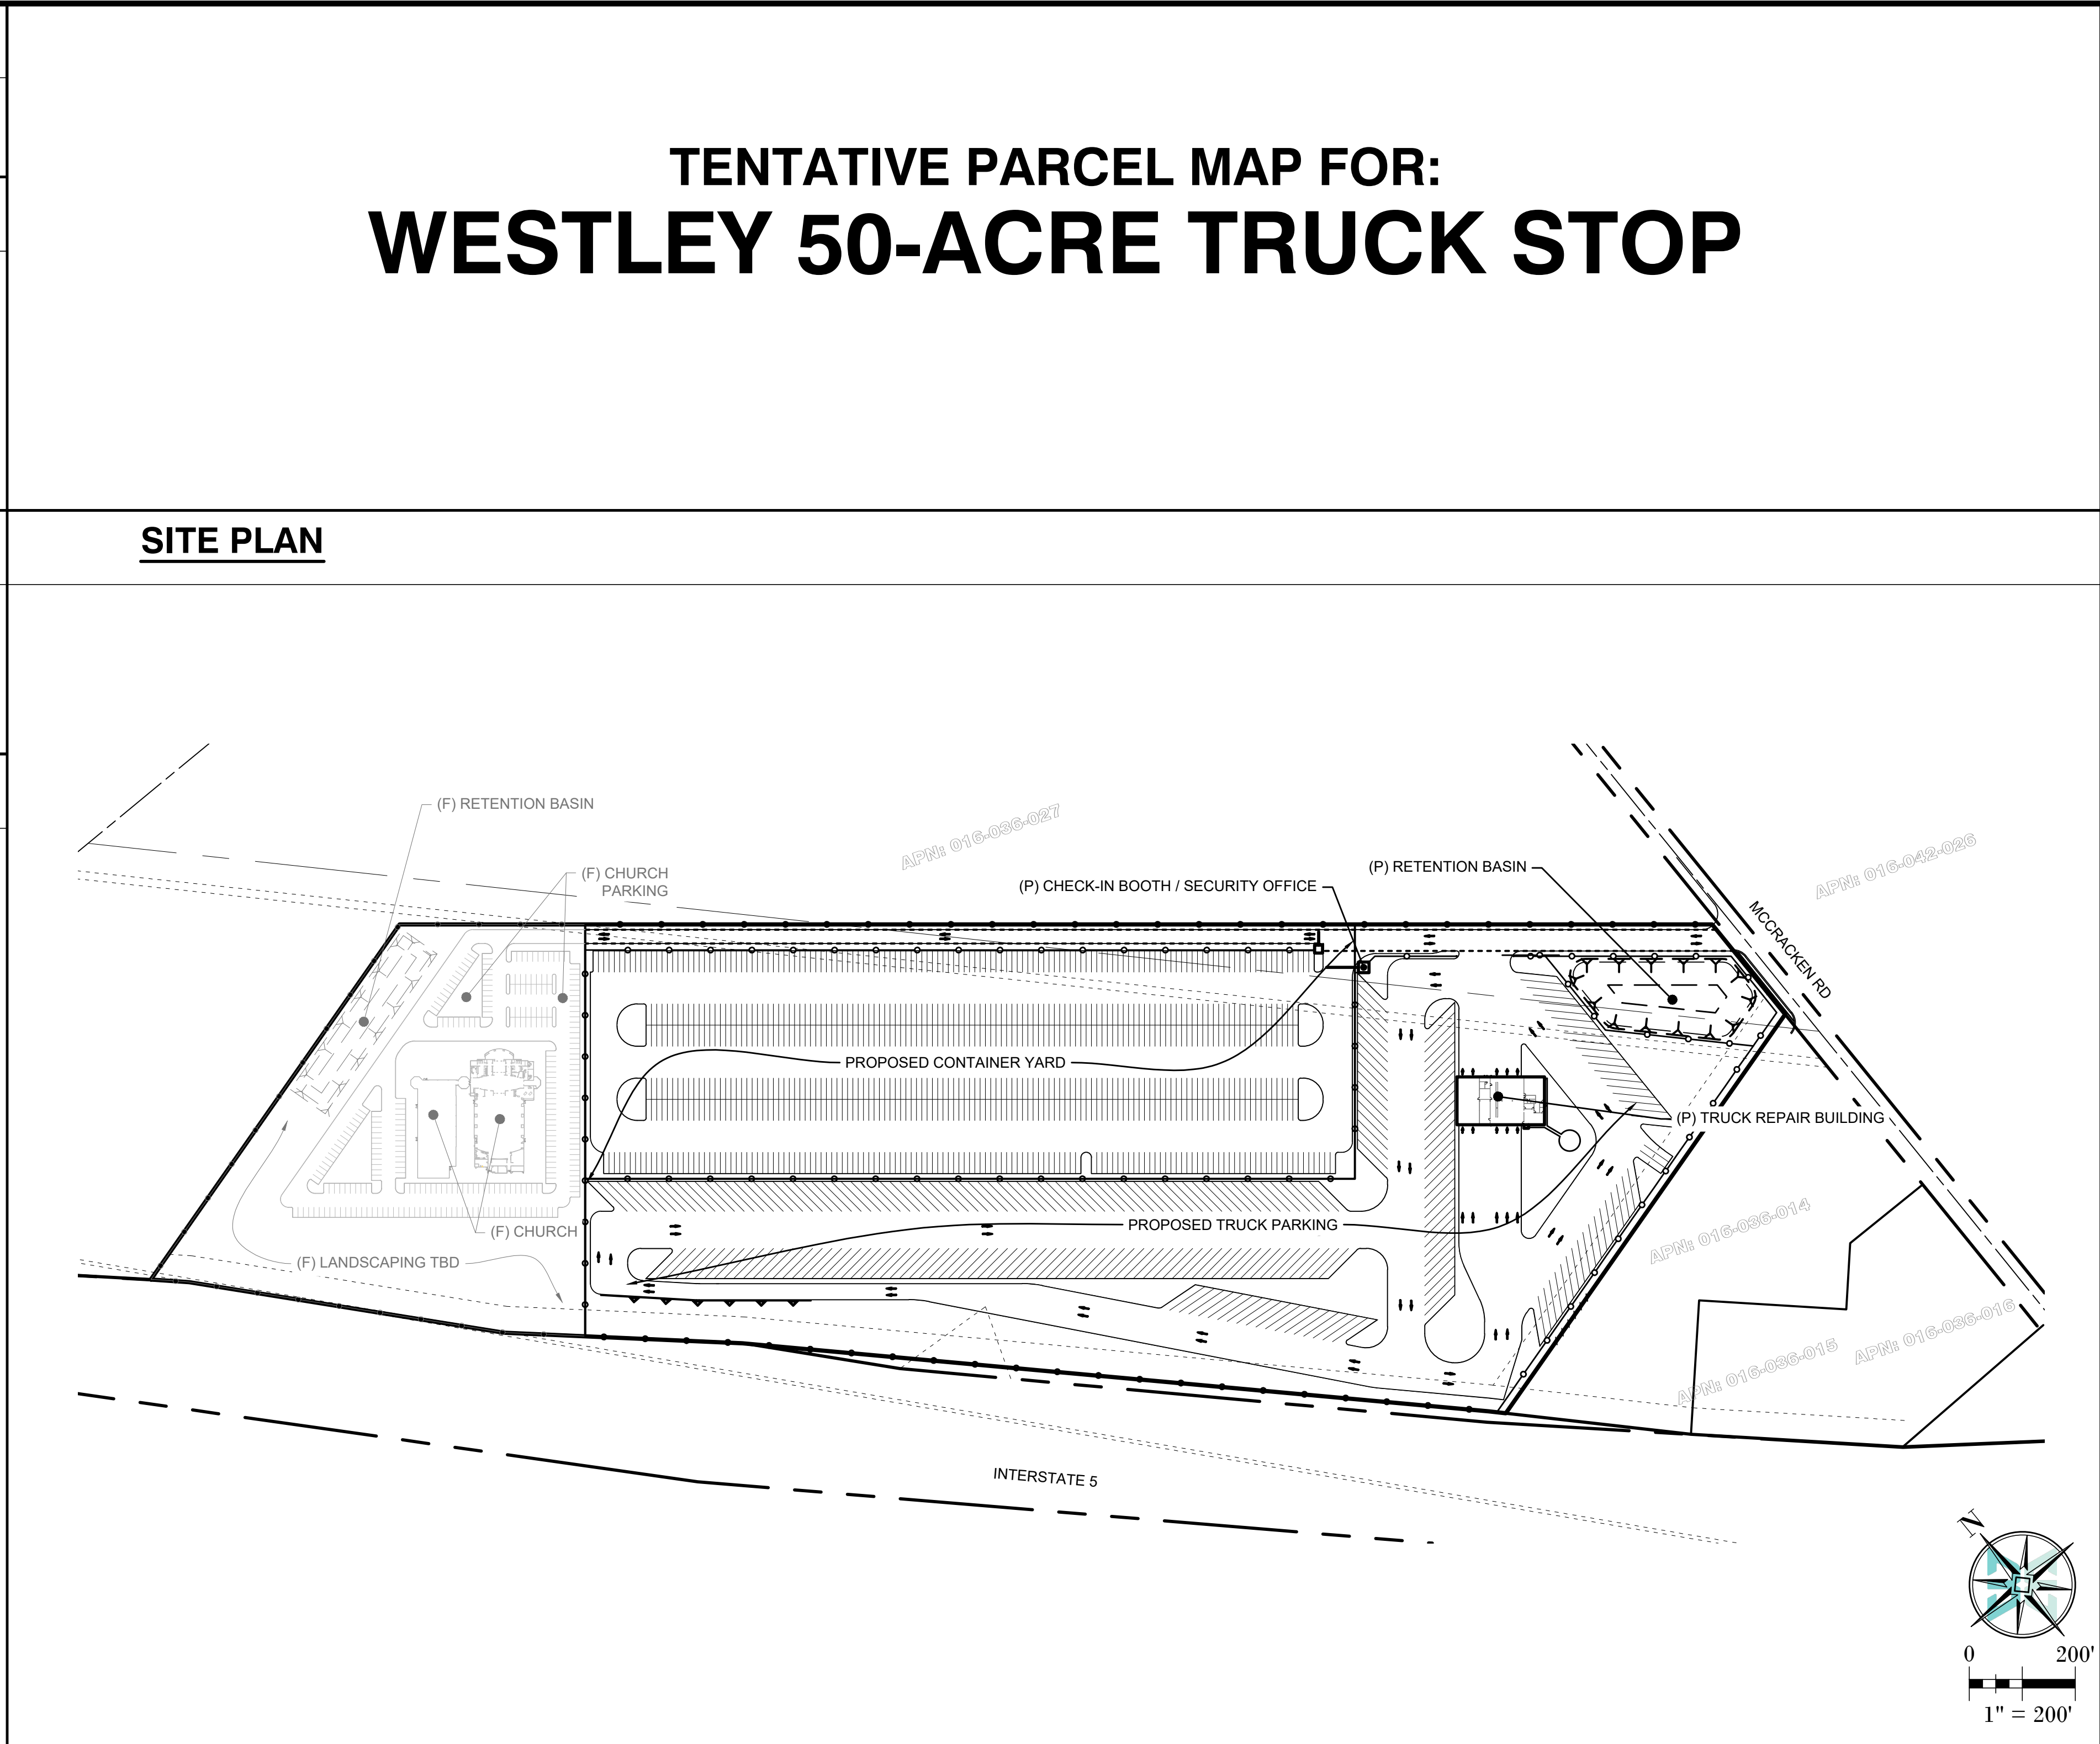 TENTATIVE PARCEL MAP FOR:
WESTLEY 50-ACRE TRUCK STOP
SITE PLAN
(F) RETENTION BASIN
(F) CHURCH
PARKING
APN: 016-036-027
(P) CHECK-IN BOOTH / SECURITY OFFICE
(P) RETENTION BASIN
APN: 016-042-026
MCCRACKEN RD
PROPOSED CONTAINER YARD
(P) TRUCK REPAIR BUILDING
(F) CHURCH
PROPOSED TRUCK PARKING
(F) LANDSCAPING TBD
APN: 016-036-014
APN: 016-036-015
APN: 016-036-016
INTERSTATE 5
N
0 200'
1" = 200'